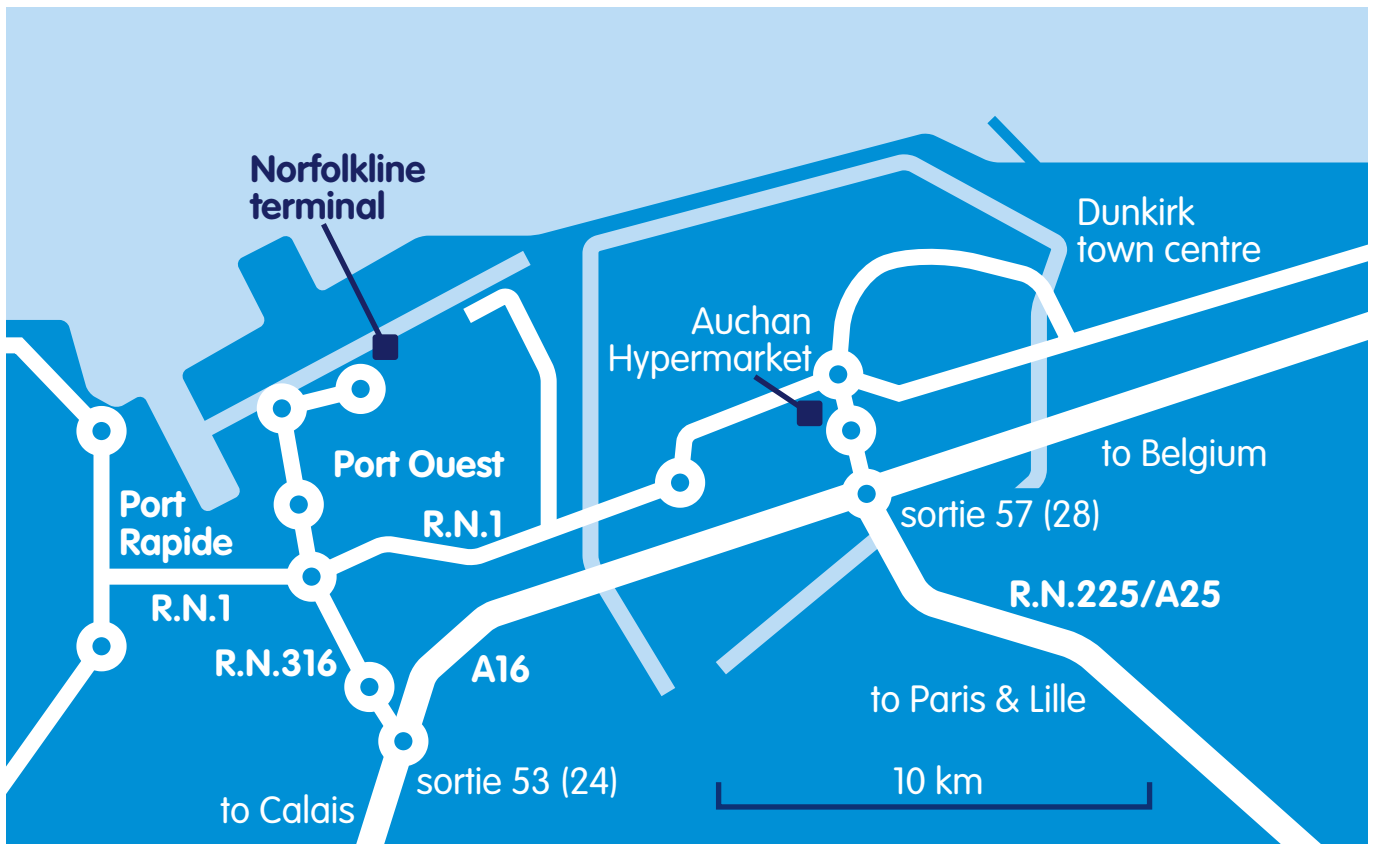 Norfolkline
terminal
Dunkirk
town centre
Auchan
Hypermarket
Port Ouest
to Belgium
Port
Rapide
R.N.1
sortie 57 (28)
R.N.1
R.N.225/A25
R.N.316
A16
to Paris & Lille
sortie 53 (24)
10 km
to Calais